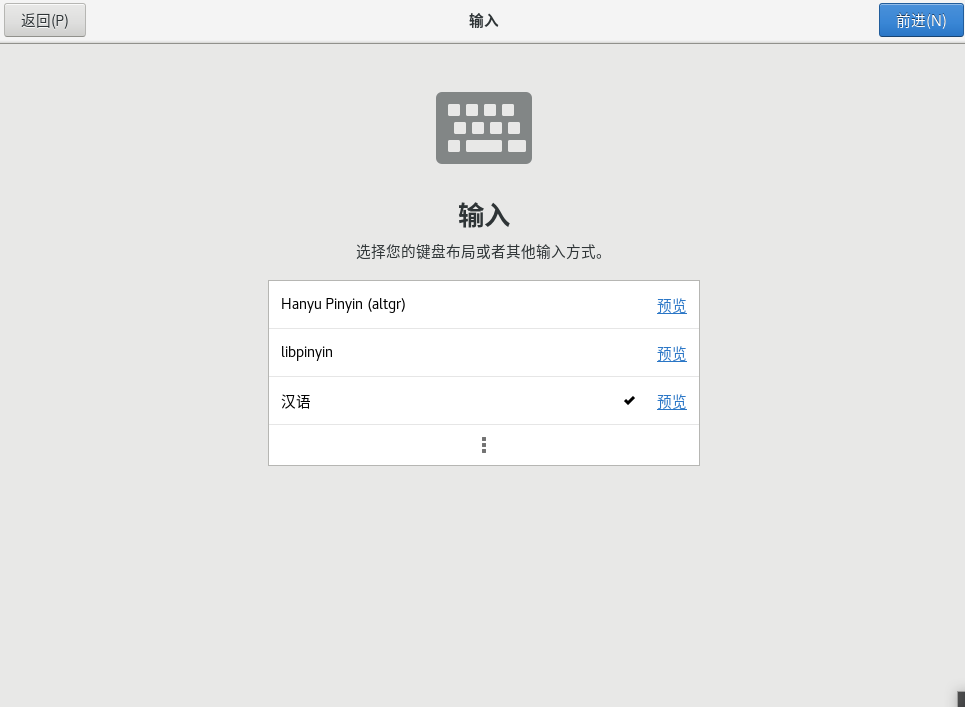 返回(P)
输入
前进(N)
输入
选择您的键盘布局或者其他输入方式。
Hanyu Pinyin (altgr)
预览
libpinyin
预览
汉语
预览